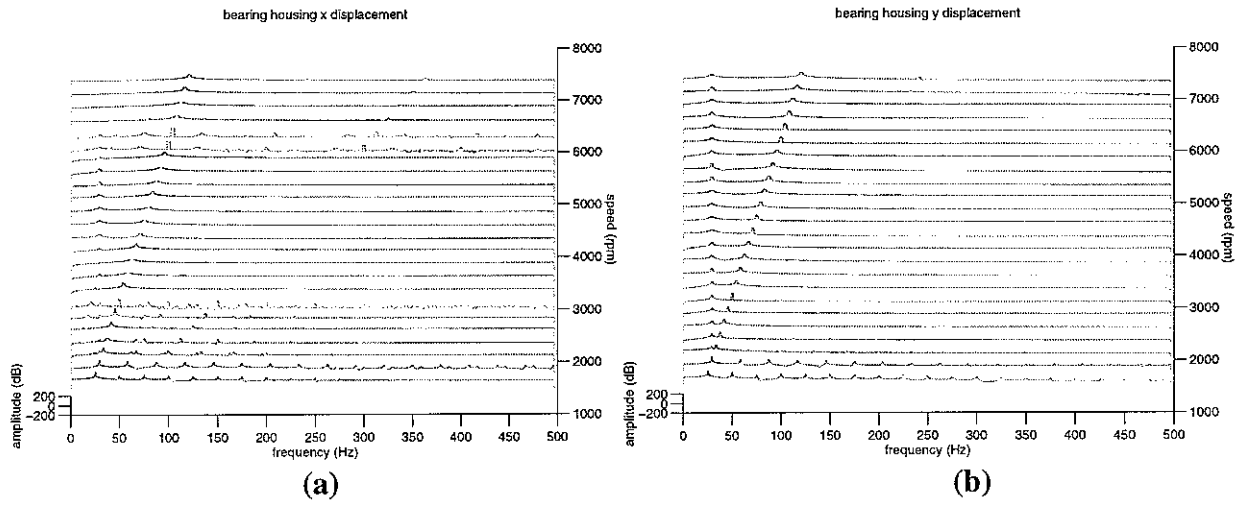 bearing housing x displacement
8000
7000
6000
5000
4000
3000
2000
1000
speed (rpm)
amplitude (dB)
200
0
−200
0 50 100 150 200 250 300 350 400 450 500
frequency (Hz)
(a)
bearing housing y displacement
8000
7000
6000
5000
4000
3000
2000
1000
speed (rpm)
amplitude (dB)
200
0
−200
0 50 100 150 200 250 300 350 400 450 500
frequency (Hz)
(b)